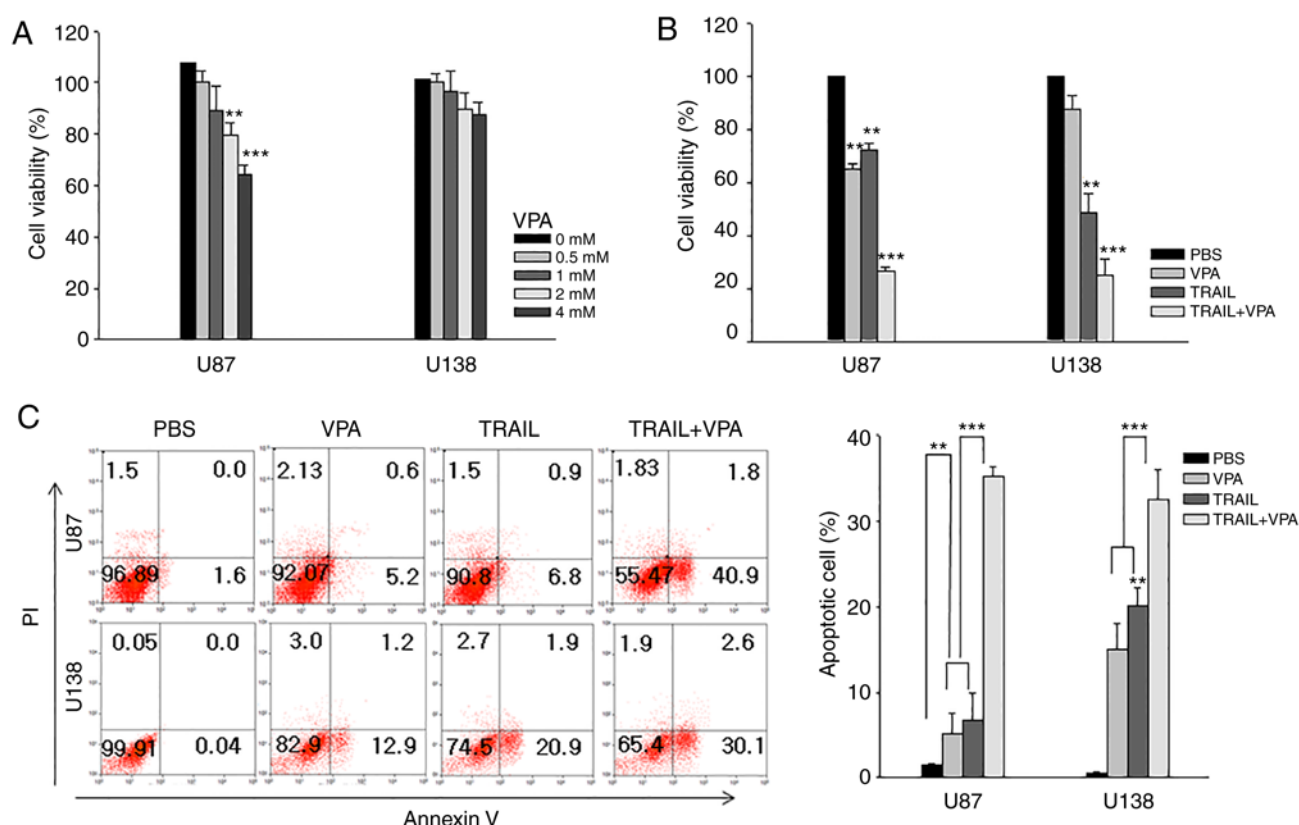 A
Cell viability (%)
120
100
80
60
40
20
0
**
***
U87
U138
VPA
0 mM
0.5 mM
1 mM
2 mM
4 mM
B
Cell viability (%)
120
100
80
60
40
20
0
**
**
***
**
***
U87
U138
PBS
VPA
TRAIL
TRAIL+VPA
C
PBS VPA TRAIL TRAIL+VPA
PI
U87
1.5 0.0 2.13 0.6 1.5 0.9 1.83 1.8
96.89 1.6 92.07 5.2 90.8 6.8 55.47 40.9
U138
0.05 0.0 3.0 1.2 2.7 1.9 1.9 2.6
99.91 0.04 82.9 12.9 74.5 20.9 65.4 30.1
Annexin V
Apoptotic cell (%)
40
30
20
10
0
**
***
***
**
U87
U138
PBS
VPA
TRAIL
TRAIL+VPA